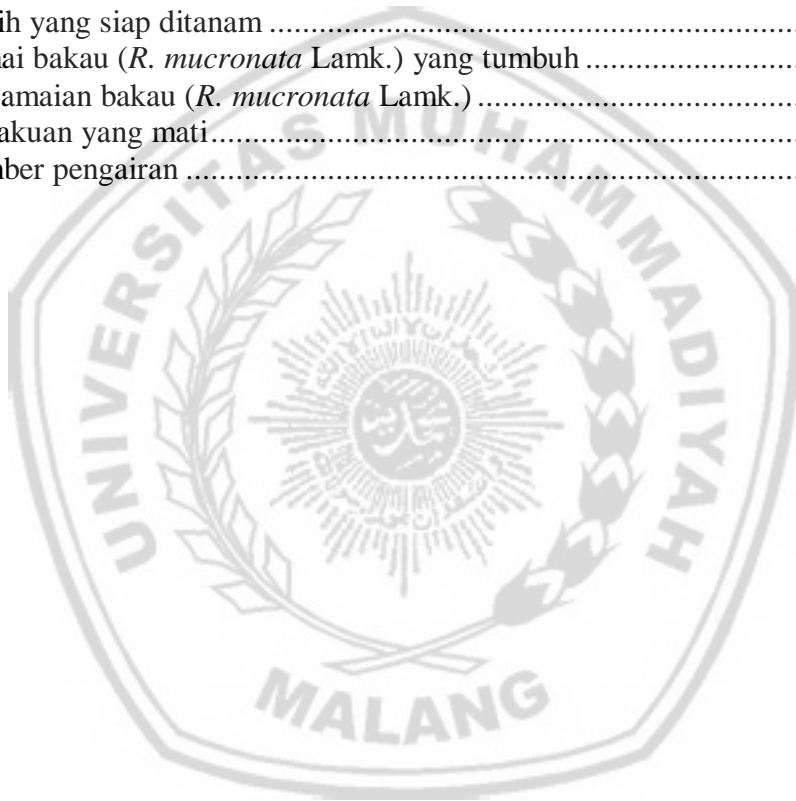 ih yang siap ditanam ..........................................................................
ai bakau (R. mucronata Lamk.) yang tumbuh ...........................
amaian bakau (R. mucronata Lamk.) ........................................
akuan yang mati..........................................................................
ber pengairan .............................................................................
UNIVERSITAS MUHAMMADIYAH
MALANG